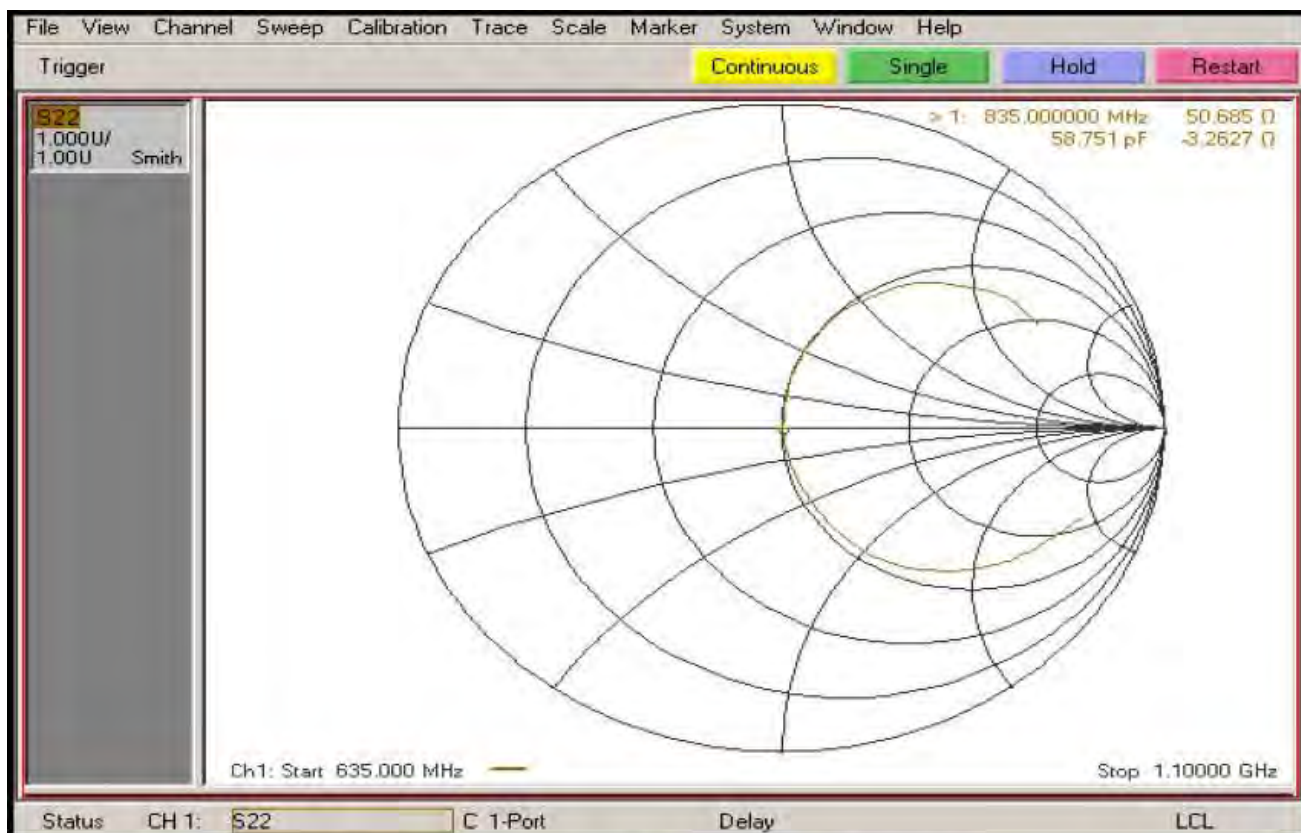 File View Channel Sweep Calibration Trace Scale Marker System Window Help
Trigger Continuous Single Hold Restart
S22
1.000U/
1.00U Smith
> 1: 835.000000 MHz 50.685 Ω
58.751 pF -3.2627 Ω
Ch1: Start 635.000 MHz
Stop 1.10000 GHz
Status CH 1: S22 C 1-Port Delay LCL